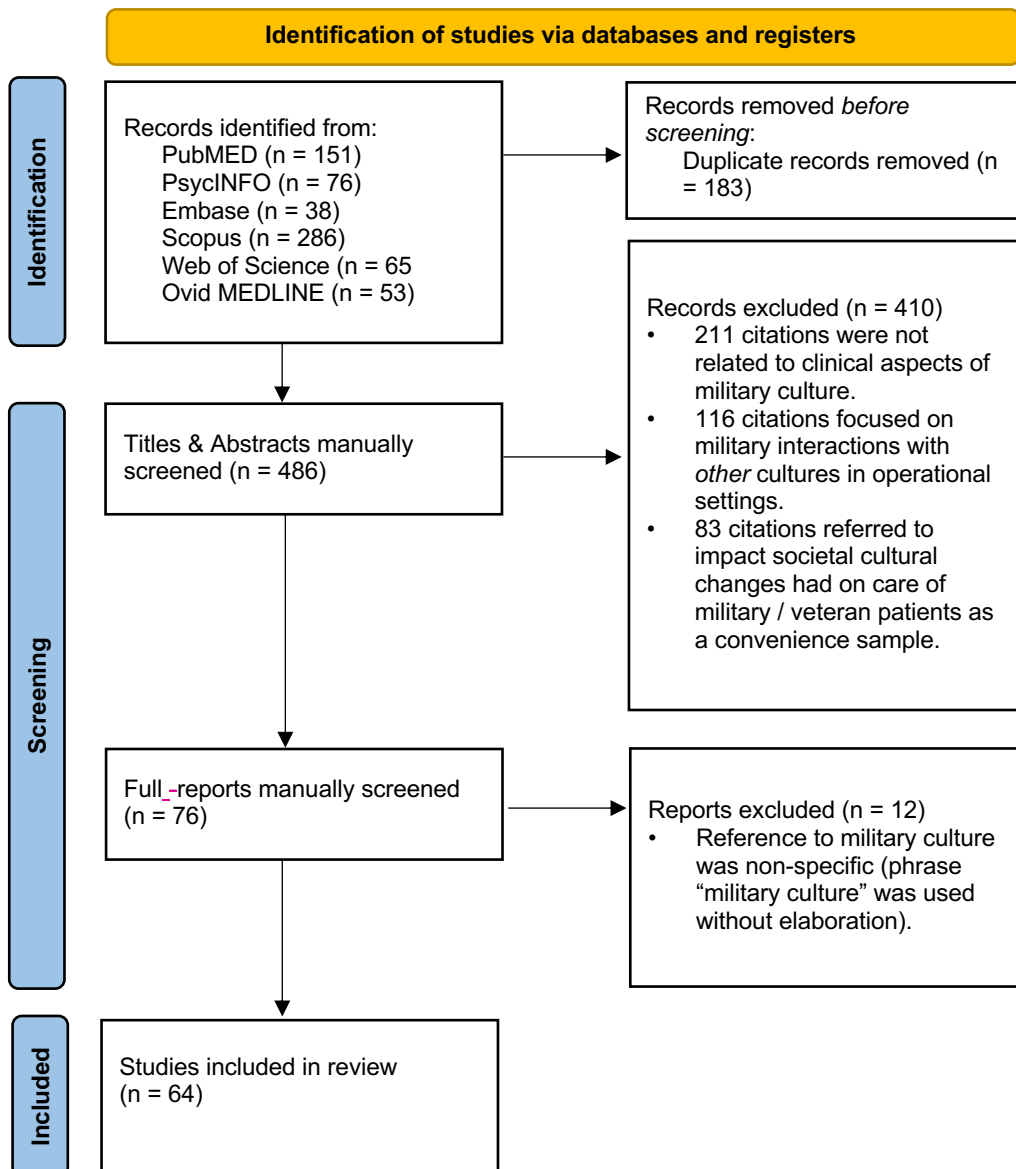 Identification of studies via databases and registers
Identification
Records identified from:
PubMED (n = 151)
PsycINFO (n = 76)
Embase (n = 38)
Scopus (n = 286)
Web of Science (n = 65
Ovid MEDLINE (n = 53)
Records removed before
screening:
Duplicate records removed (n
= 183)
Screening
Titles & Abstracts manually
screened (n = 486)
Records excluded (n = 410)
• 211 citations were not
related to clinical aspects of
military culture.
• 116 citations focused on
military interactions with
other cultures in operational
settings.
• 83 citations referred to
impact societal cultural
changes had on care of
military / veteran patients as
a convenience sample.
Full -reports manually screened
(n = 76)
Reports excluded (n = 12)
• Reference to military culture
was non-specific (phrase
“military culture” was used
without elaboration).
Included
Studies included in review
(n = 64)